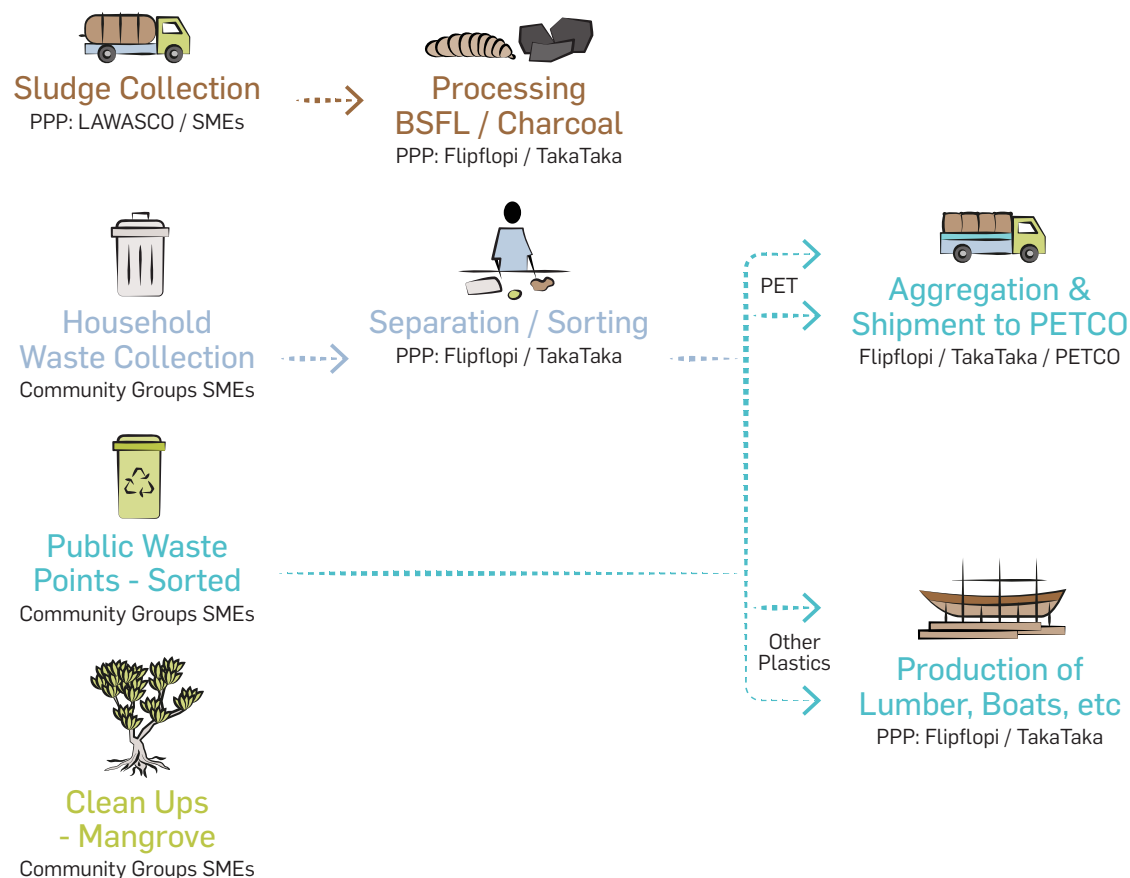 Sludge Collection
PPP: LAWASCO / SMEs
Processing
BSFL / Charcoal
PPP: Flipflopi / TakaTaka
Household
Waste Collection
Community Groups SMEs
Separation / Sorting
PPP: Flipflopi / TakaTaka
PET
Aggregation &
Shipment to PETCO
Flipflopi / TakaTaka / PETCO
Public Waste
Points - Sorted
Community Groups SMEs
Other
Plastics
Production of
Lumber, Boats, etc
PPP: Flipflopi / TakaTaka
Clean Ups
- Mangrove
Community Groups SMEs